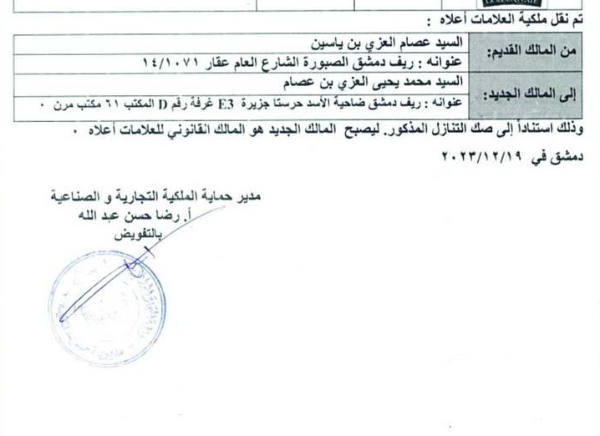 تم نقل ملكية العلامات أعلاه :
من المالك القديم:
السيد عصام العزي بن ياسين
عنوانه : ريف دمشق الصبورة الشارع العام عقار ١٤/١٠٧١
إلى المالك الجديد:
السيد محمد يحيى العزي بن عصام
عنوانه : ريف دمشق ضاحية الأسد حرستا جزيرة E3 غرفة رقم D المكتب ٦١ مكتب مرن ٠
وذلك استناداً إلى صك التنازل المذكور. ليصبح المالك الجديد هو المالك القانوني للعلامات أعلاه ٠
دمشق في ٢٠٢٣/١٢/١٩
مدير حماية الملكية التجارية و الصناعية
أ. رضا حسن عبد الله
بالتفويض